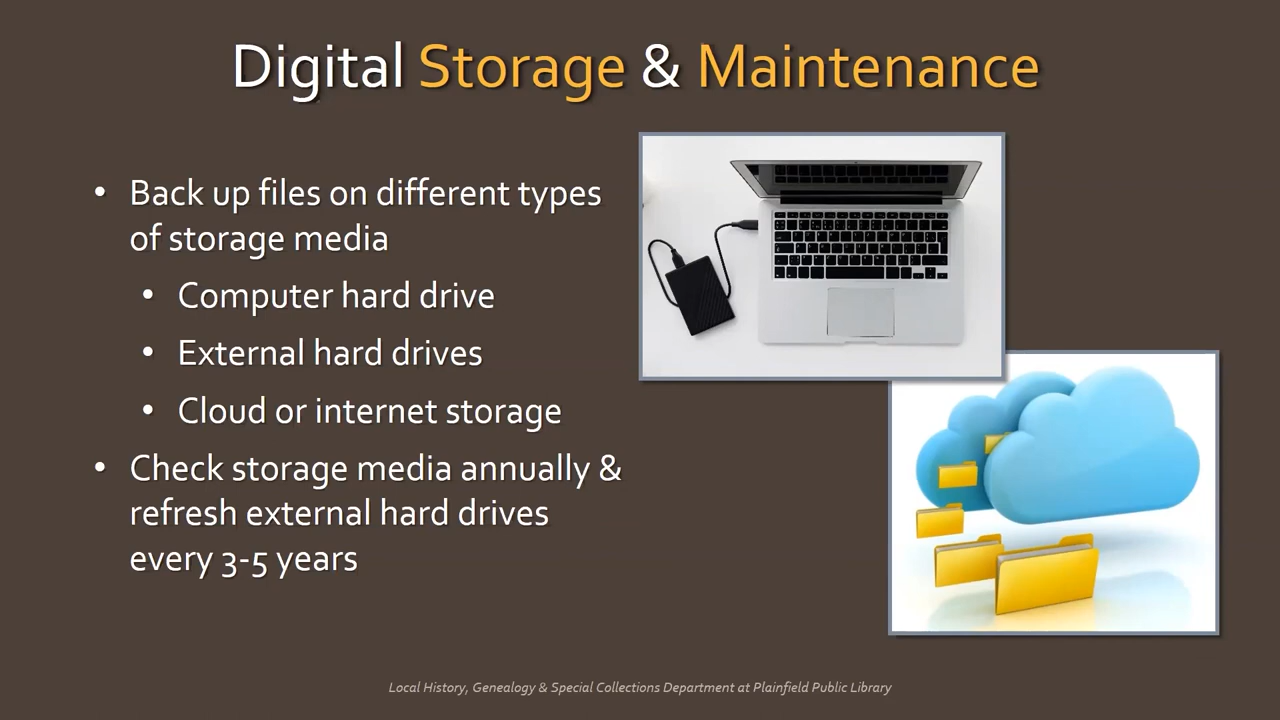 Digital Storage & Maintenance
• Back up files on different types
of storage media
• Computer hard drive
• External hard drives
• Cloud or internet storage
• Check storage media annually &
refresh external hard drives
every 3-5 years
Local History, Genealogy & Special Collections Department at Plainfield Public Library